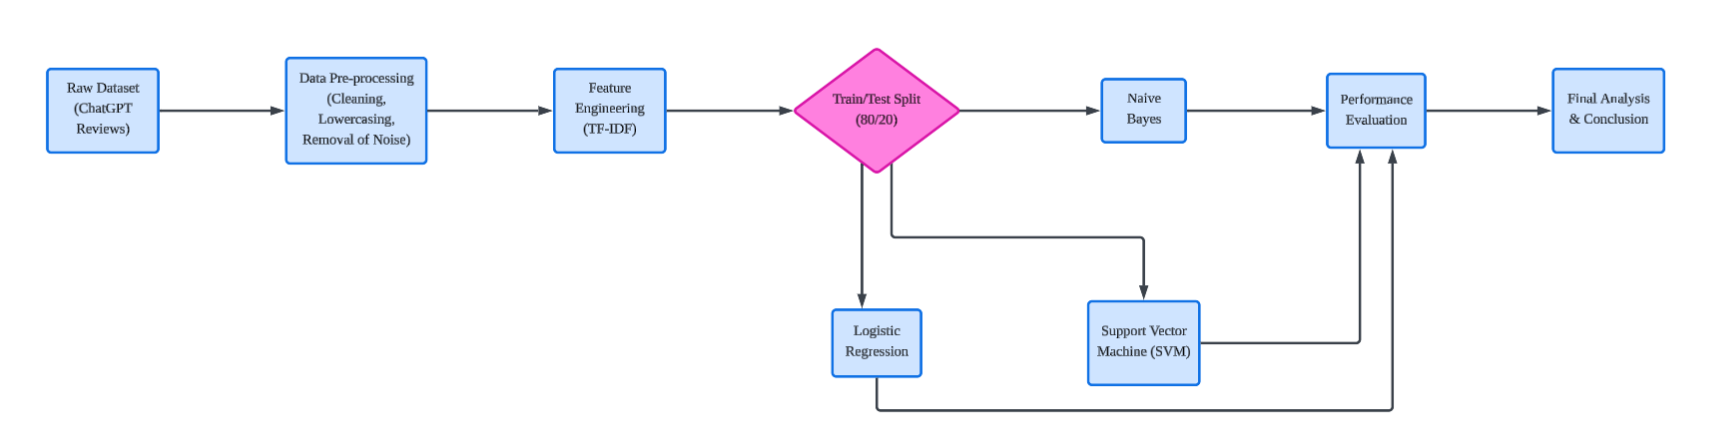 Raw Dataset
(ChatGPT
Reviews)
Data Pre-processing
(Cleaning,
Lowercasing,
Removal of Noise)
Feature
Engineering
(TF-IDF)
Train/Test Split
(80/20)
Naive
Bayes
Performance
Evaluation
Final Analysis
& Conclusion
Logistic
Regression
Support Vector
Machine (SVM)